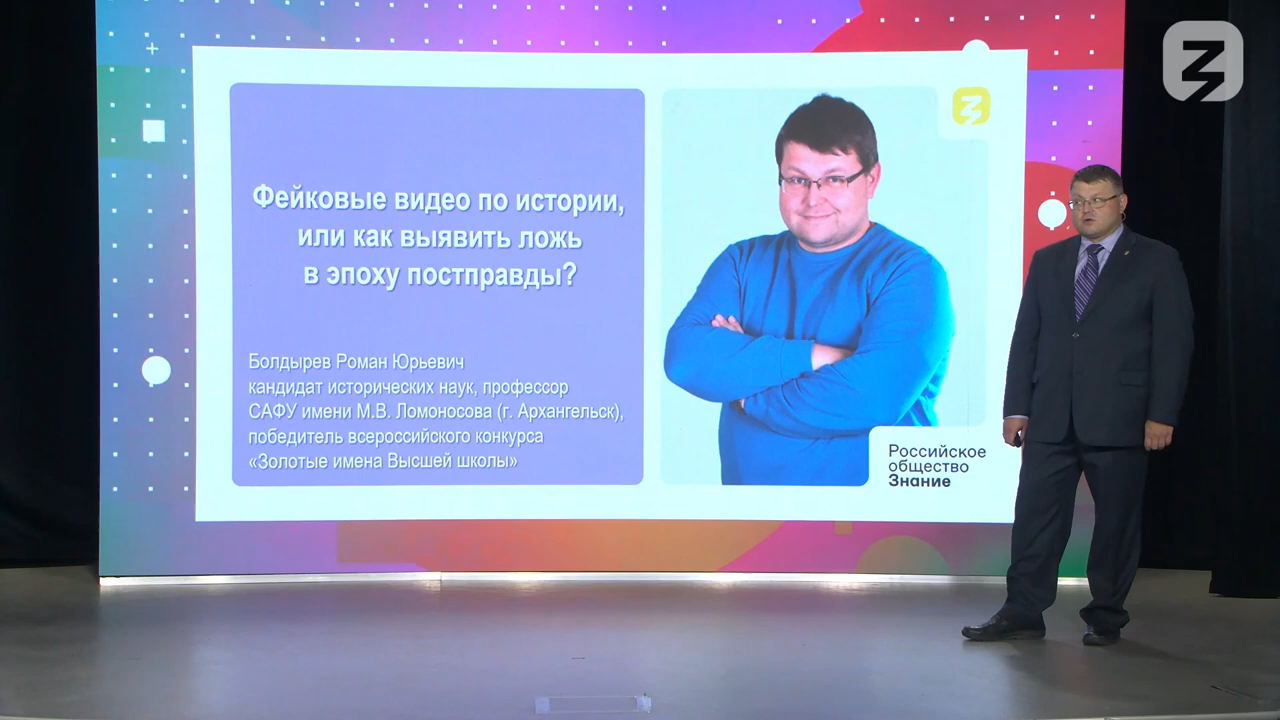 Фейковые видео по истории,
или как выявить ложь
в эпоху постправды?
Болдырев Роман Юрьевич
кандидат исторических наук, профессор
САФУ имени М.В. Ломоносова (г. Архангельск),
победитель всероссийского конкурса
«Золотые имена Высшей школы»
Российское
общество
Знание